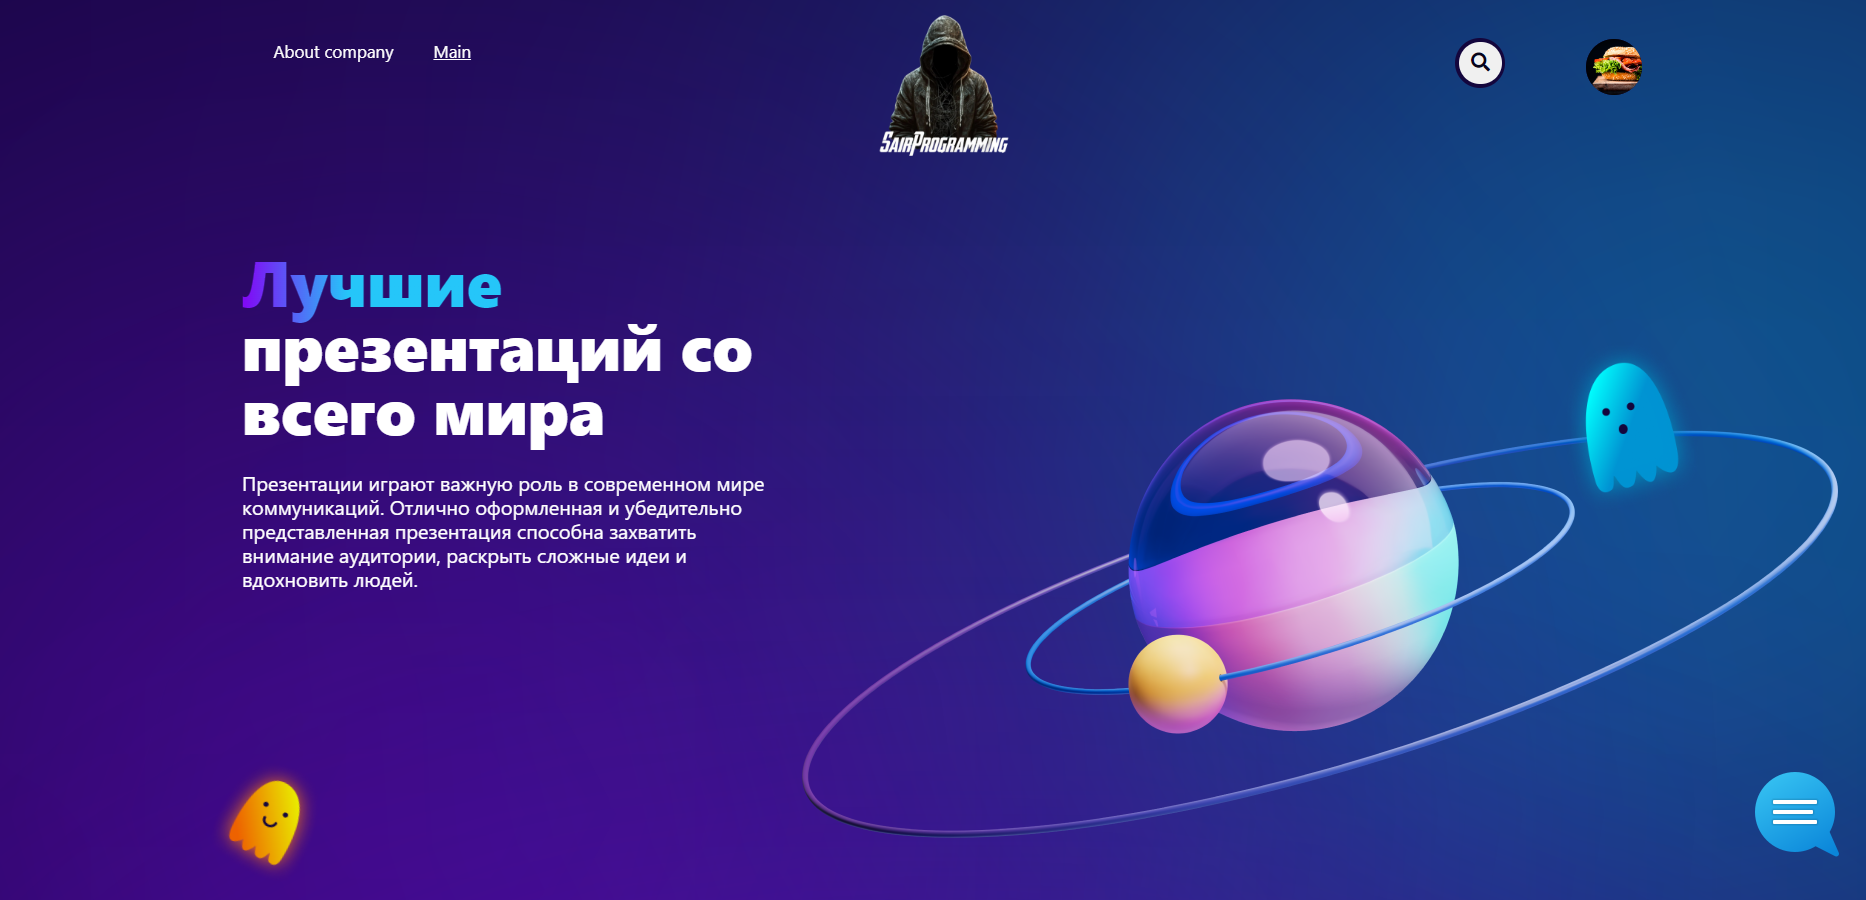 About company
Main
SairProgramming
Лучшие
презентаций со
всего мира
Презентации играют важную роль в современном мире
коммуникаций. Отлично оформленная и убедительно
представленная презентация способна захватить
внимание аудитории, раскрыть сложные идеи и
вдохновить людей.